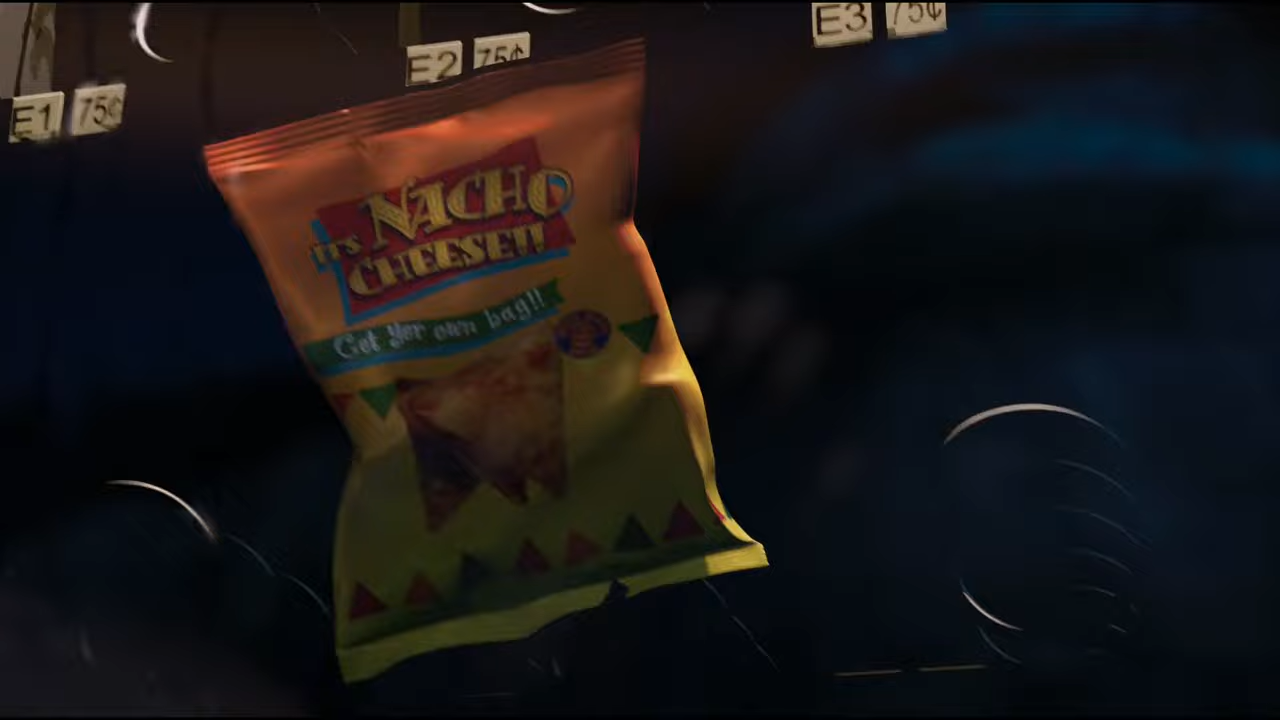 E1 75¢
E2 75¢
E3 75¢
IT'S NACHO
CHEESE!!
Get yer own bag!!